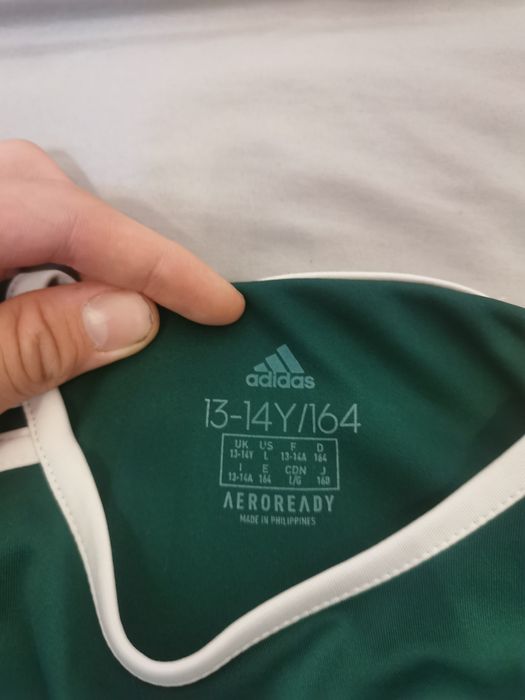 adidas
13-14Y/164
UK US F D
13-14Y L 13-14A 164
I E CDN J
13-14A 164 L/G 160
AEROREADY
MADE IN PHILIPPINES